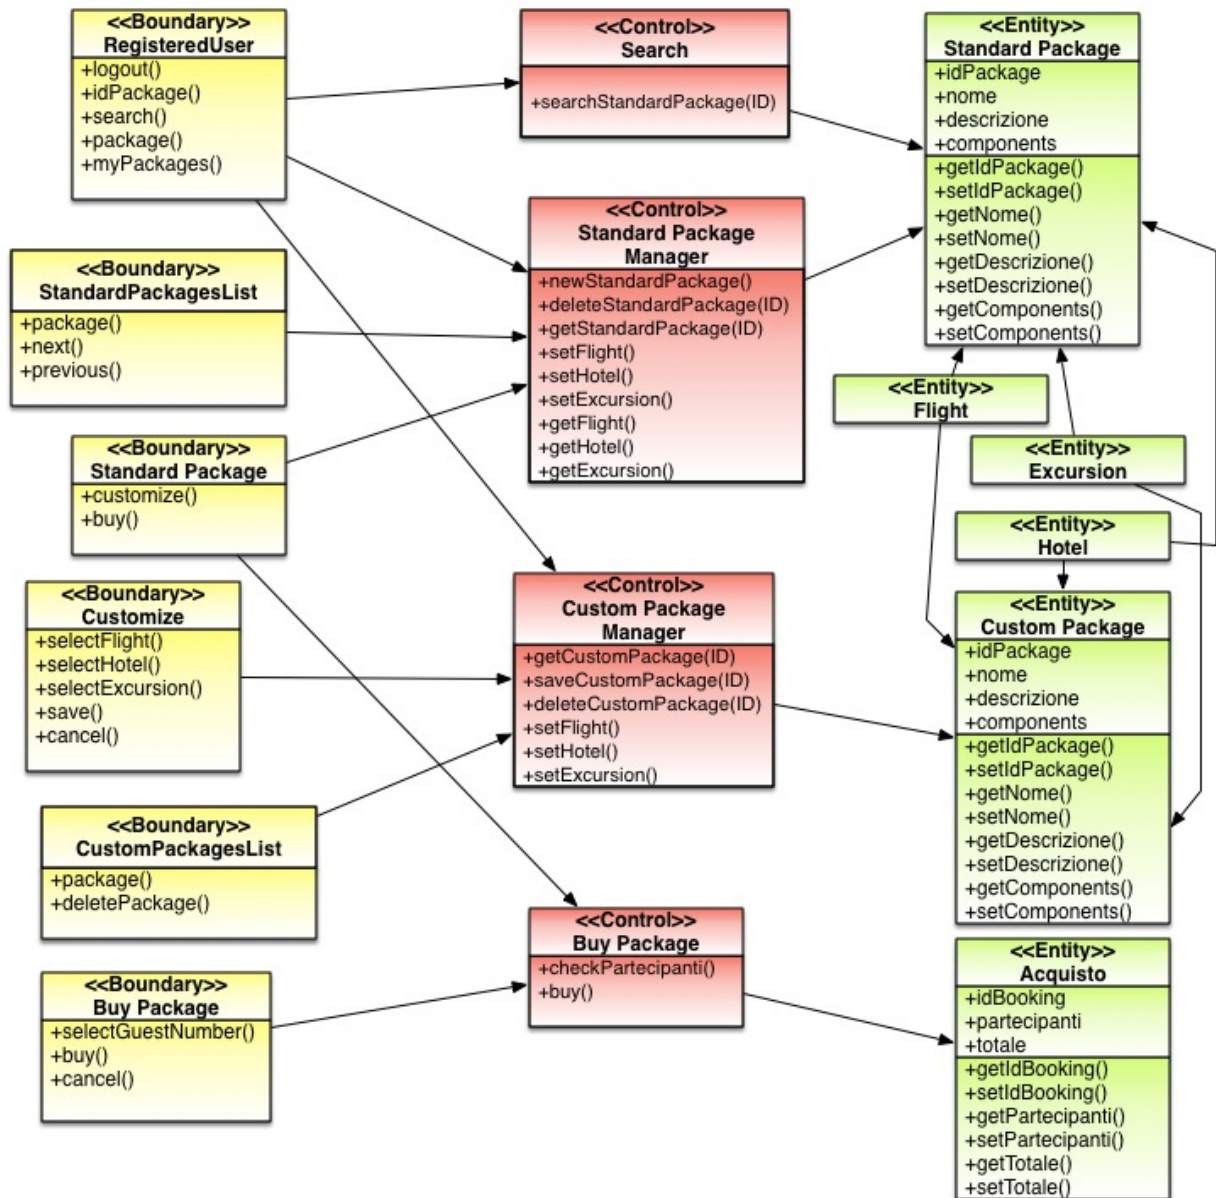 <<Boundary>>
RegisteredUser
+logout()
+idPackage()
+search()
+package()
+myPackages()
<<Boundary>>
StandardPackagesList
+package()
+next()
+previous()
<<Boundary>>
Standard Package
+customize()
+buy()
<<Boundary>>
Customize
+selectFlight()
+selectHotel()
+selectExcursion()
+save()
+cancel()
<<Boundary>>
CustomPackagesList
+package()
+deletePackage()
<<Boundary>>
Buy Package
+selectGuestNumber()
+buy()
+cancel()
<<Control>>
Search
+searchStandardPackage(ID)
<<Control>>
Standard Package
Manager
+newStandardPackage()
+deleteStandardPackage(ID)
+getStandardPackage(ID)
+setFlight()
+setHotel()
+setExcursion()
+getFlight()
+getHotel()
+getExcursion()
<<Control>>
Custom Package
Manager
+getCustomPackage(ID)
+saveCustomPackage(ID)
+deleteCustomPackage(ID)
+setFlight()
+setHotel()
+setExcursion()
<<Control>>
Buy Package
+checkPartecipanti()
+buy()
<<Entity>>
Standard Package
+idPackage
+nome
+descrizione
+components
+getIdPackage()
+setIdPackage()
+getNome()
+setNome()
+getDescrizione()
+setDescrizione()
+getComponents()
+setComponents()
<<Entity>>
Flight
<<Entity>>
Excursion
<<Entity>>
Hotel
<<Entity>>
Custom Package
+idPackage
+nome
+descrizione
+components
+getIdPackage()
+setIdPackage()
+getNome()
+setNome()
+getDescrizione()
+setDescrizione()
+getComponents()
+setComponents()
<<Entity>>
Acquisto
+idBooking
+partecipanti
+totale
+getIdBooking()
+setIdBooking()
+getPartecipanti()
+setPartecipanti()
+getTotale()
+setTotale()